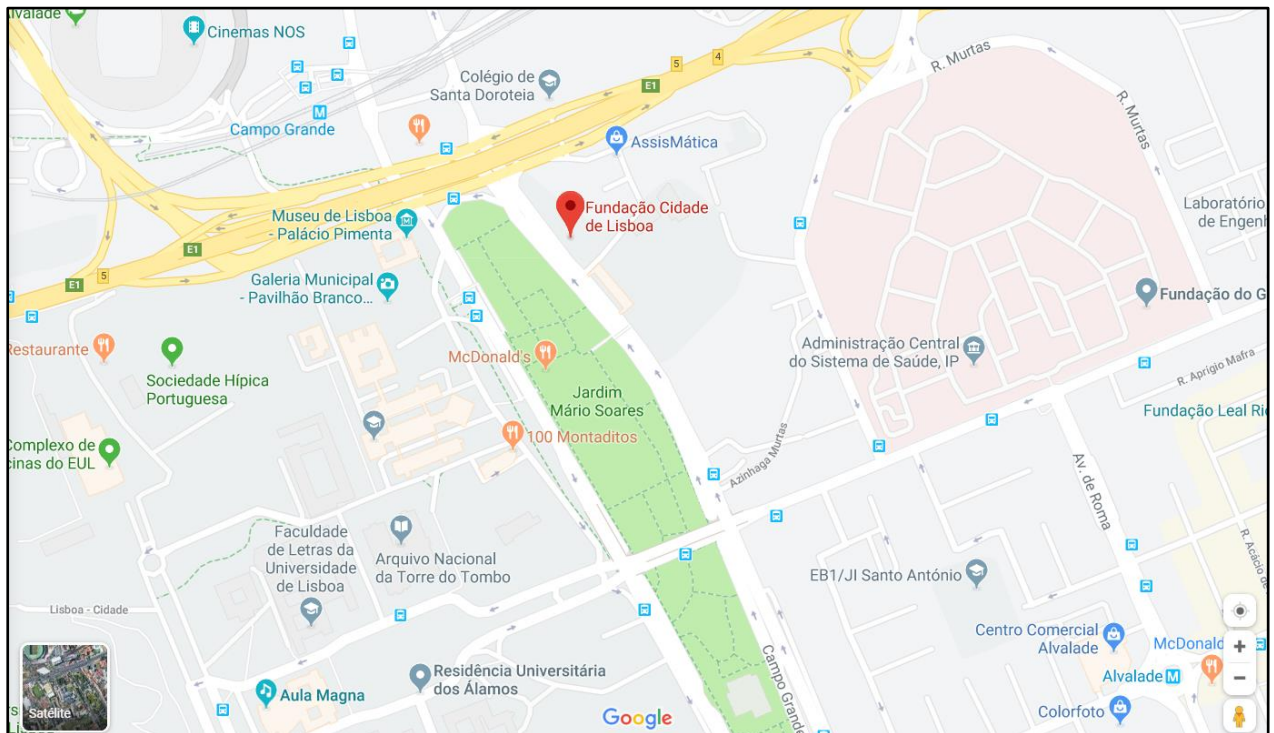 Alvalade
Cinemas NOS
Campo Grande
Colégio de
Santa Doroteia
5
4
E1
AssisMática
R. Murtas
R. Murtas
Museu de Lisboa
- Palácio Pimenta
Fundação Cidade
de Lisboa
Laboratório
de Engenh
E1
5
E1
Galeria Municipal
- Pavilhão Branco...
Fundação do G
Restaurante
Sociedade Hípica
Portuguesa
McDonald's
Jardim
Mário Soares
Administração Central
do Sistema de Saúde, IP
R. Aprígio Mafra
Fundação Leal Rio
100 Montaditos
Complexo de
cinas do EUL
Azinhaga Murtas
Av. de Roma
Faculdade
de Letras da
Universidade
de Lisboa
Arquivo Nacional
da Torre do Tombo
EB1/JI Santo António
R. Acácio de
Lisboa - Cidade
Centro Comercial
Alvalade
McDonald
Alvalade M
Campo Grande
Residência Universitária
dos Álamos
Aula Magna
Colorfoto
Satélite
Google